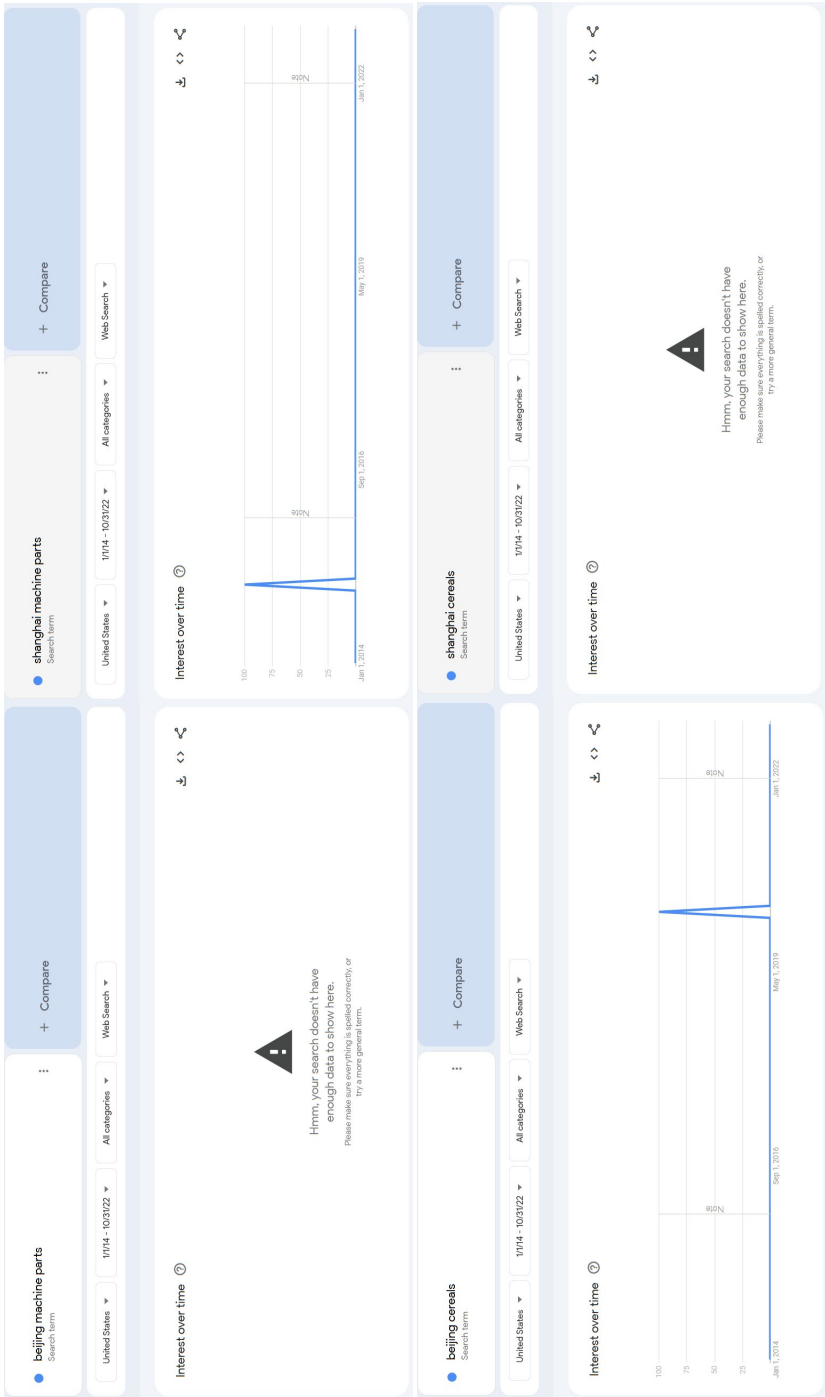 beijing machine parts
Search term
+ Compare
United States
1/1/14 - 10/31/22
All categories
Web Search
Interest over time
Hmm, your search doesn't have
enough data to show here.
Please make sure everything is spelled correctly, or
try a more general term.
shanghai machine parts
Search term
+ Compare
United States
1/1/14 - 10/31/22
All categories
Web Search
Interest over time
100
75
50
25
Note
Note
Jan 1, 2014
Sep 1, 2016
May 1, 2019
Jan 1, 2022
beijing cereals
Search term
+ Compare
United States
1/1/14 - 10/31/22
All categories
Web Search
Interest over time
100
75
50
25
Note
Note
Jan 1, 2014
Sep 1, 2016
May 1, 2019
Jan 1, 2022
shanghai cereals
Search term
+ Compare
United States
1/1/14 - 10/31/22
All categories
Web Search
Interest over time
Hmm, your search doesn't have
enough data to show here.
Please make sure everything is spelled correctly, or
try a more general term.